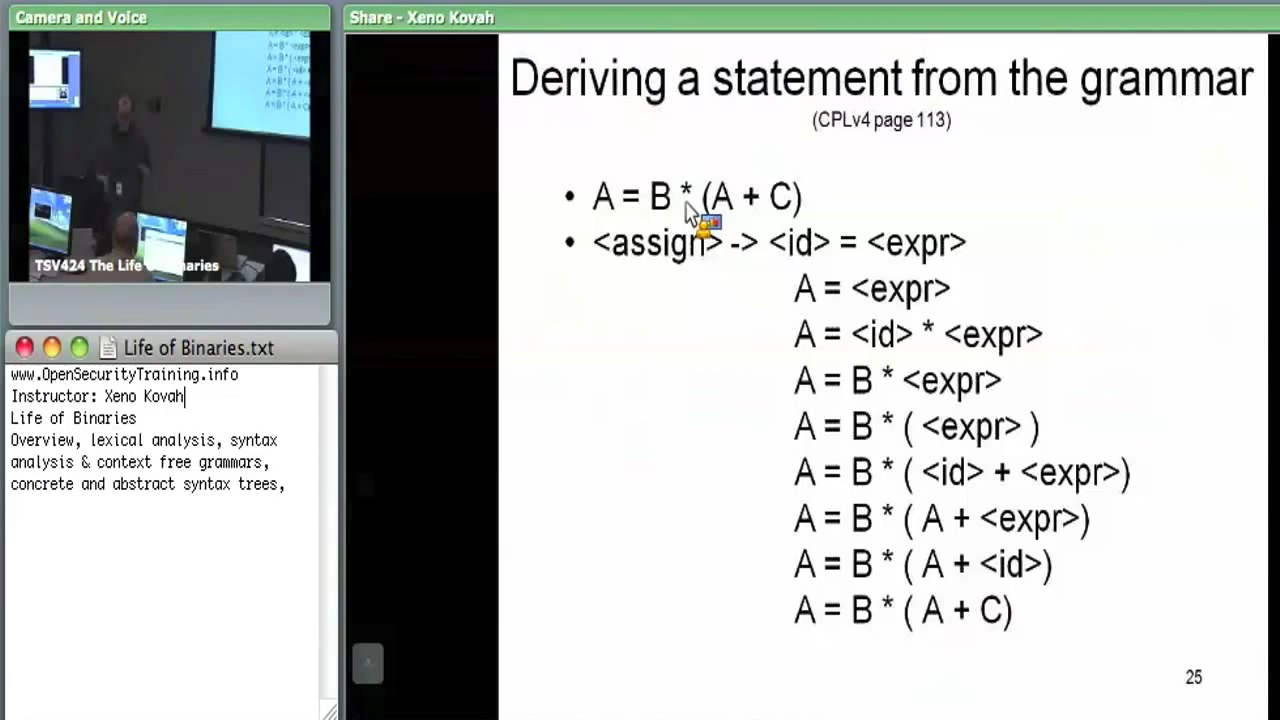 Camera and Voice
TSV424 The Life of Binaries
Life of Binaries.txt
www.OpenSecurityTraining.info
Instructor: Xeno Kovah
Life of Binaries
Overview, lexical analysis, syntax
analysis & context free grammars,
concrete and abstract syntax trees,
Share - Xeno Kovah
Deriving a statement from the grammar
(CPLv4 page 113)
• A = B * (A + C)
• <assign> -> <id> = <expr>
A = <expr>
A = <id> * <expr>
A = B * <expr>
A = B * ( <expr> )
A = B * ( <id> + <expr>)
A = B * ( A + <expr>)
A = B * ( A + <id>)
A = B * ( A + C)
25